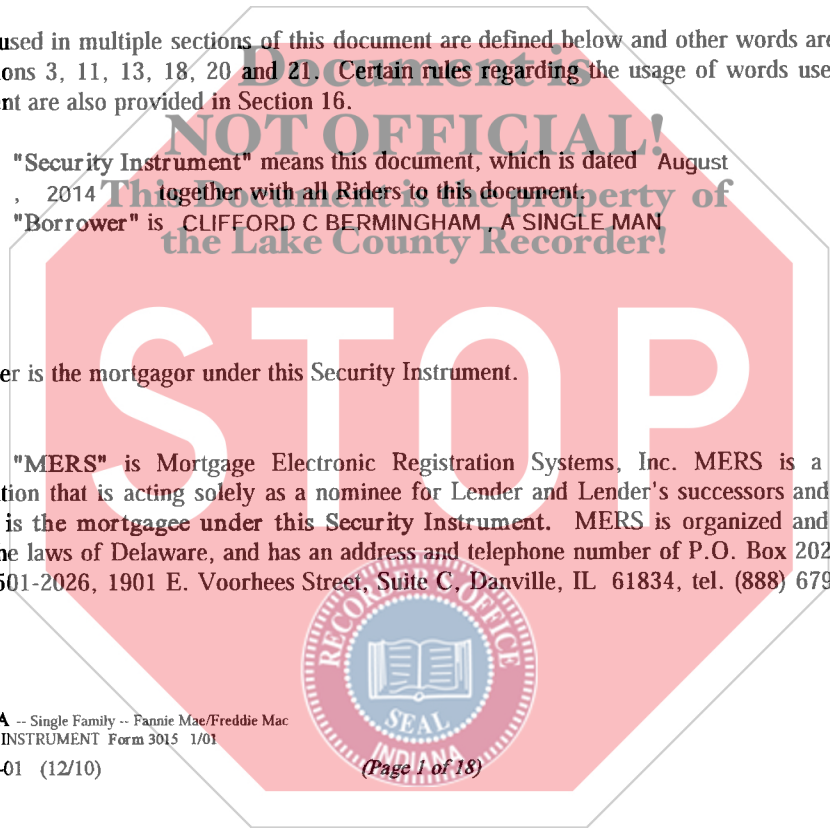 used in multiple sections of this document are defined below and other words are
ons 3, 11, 13, 18, 20 and 21. Certain rules regarding the usage of words use
nt are also provided in Section 16.
Document is
NOT OFFICIAL!
This Document is the property of
the Lake County Recorder!
"Security Instrument" means this document, which is dated August
, 2014
together with all Riders to this document.
"Borrower" is CLIFFORD C BERMINGHAM , A SINGLE MAN
STOP
er is the mortgagor under this Security Instrument.
"MERS" is Mortgage Electronic Registration Systems, Inc. MERS is a
tion that is acting solely as a nominee for Lender and Lender's successors and
is the mortgagee under this Security Instrument. MERS is organized and
he laws of Delaware, and has an address and telephone number of P.O. Box 202
501-2026, 1901 E. Voorhees Street, Suite C, Danville, IL 61834, tel. (888) 679
RECORDER'S OFFICE
SEAL
INDIANA
A -- Single Family -- Fannie Mae/Freddie Mac
INSTRUMENT Form 3015 1/01
-01 (12/10)
(Page 1 of 18)